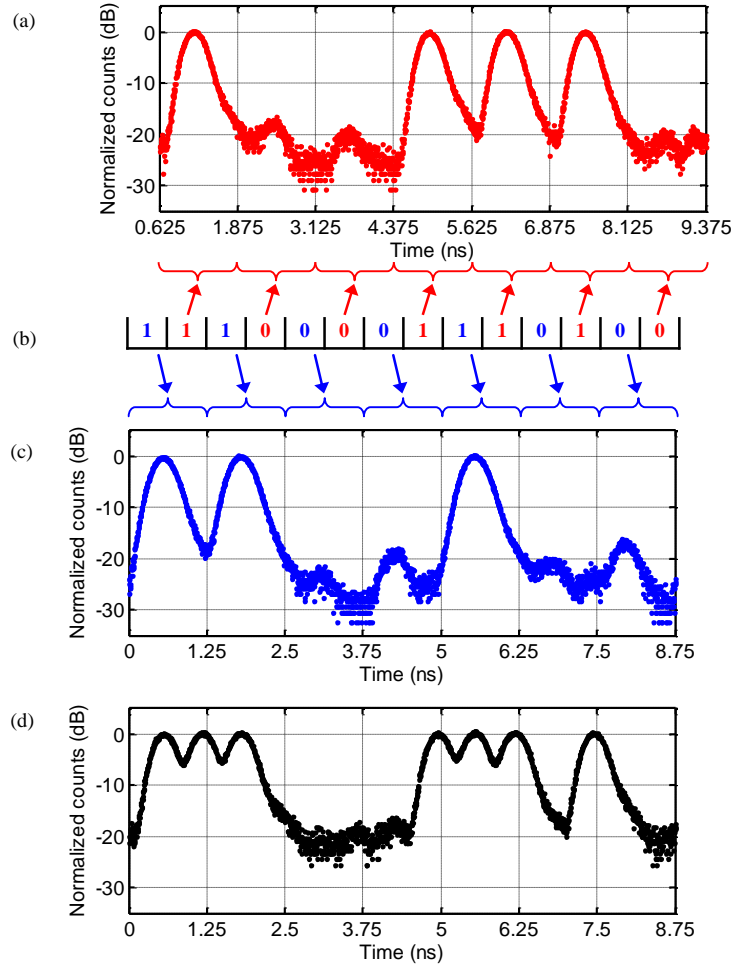 (a)
Normalized counts (dB)
0
-10
-20
-30
0.625 1.875 3.125 4.375 5.625 6.875 8.125 9.375
Time (ns)
(b)
1 1 1 0 0 0 0 1 1 1 0 1 0 0
(c)
Normalized counts (dB)
0
-10
-20
-30
0 1.25 2.5 3.75 5 6.25 7.5 8.75
Time (ns)
(d)
Normalized counts (dB)
0
-10
-20
-30
0 1.25 2.5 3.75 5 6.25 7.5 8.75
Time (ns)